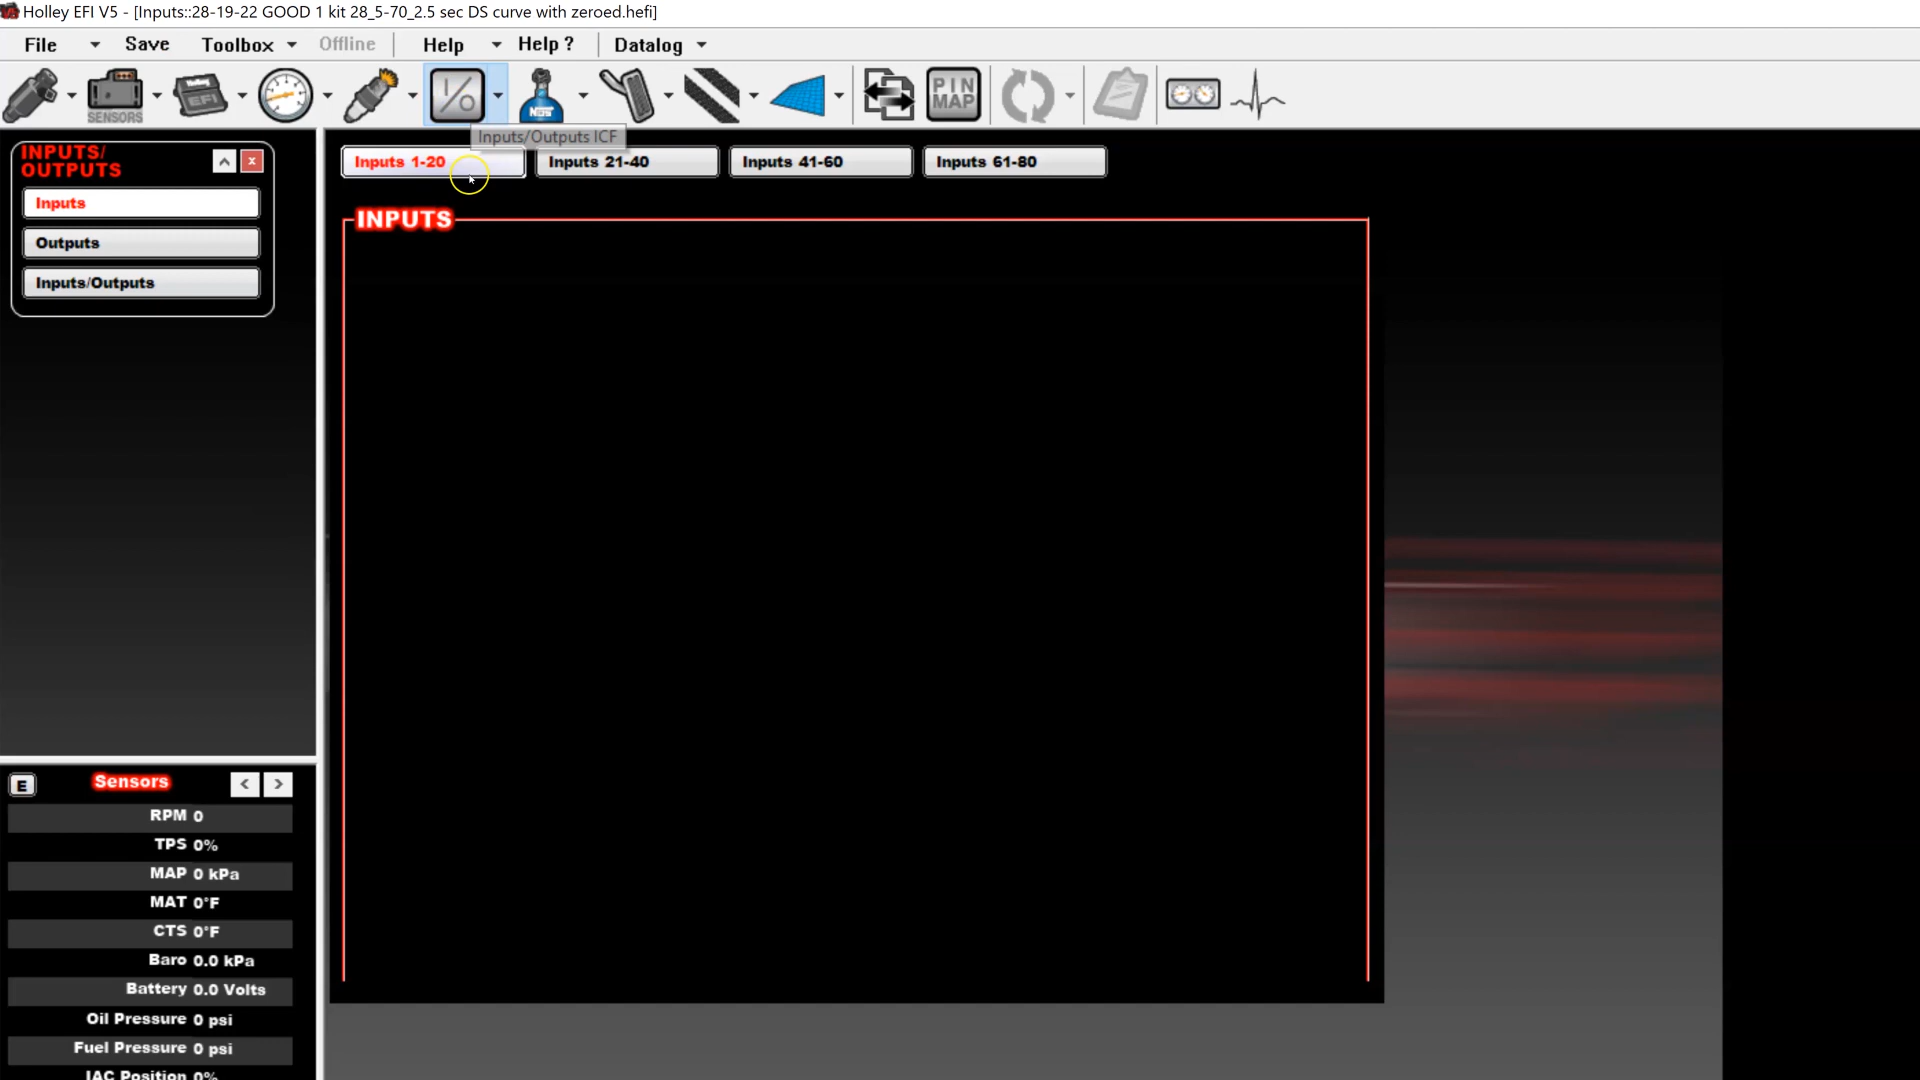 Holley EFI V5 - [Inputs::28-19-22 GOOD 1 kit 28_5-70_2.5 sec DS curve with zeroed.hefi]
File Save Toolbox Offline Help Help ? Datalog
SENSORS
Holley
EFI
I/O
NOS
PIN
MAP
Inputs/Outputs ICF
INPUTS/
OUTPUTS
x
Inputs
Outputs
Inputs/Outputs
Inputs 1-20 Inputs 21-40 Inputs 41-60 Inputs 61-80
INPUTS
E Sensors < >
RPM 0
TPS 0%
MAP 0 kPa
MAT 0°F
CTS 0°F
Baro 0.0 kPa
Battery 0.0 Volts
Oil Pressure 0 psi
Fuel Pressure 0 psi
IAC Position 0%